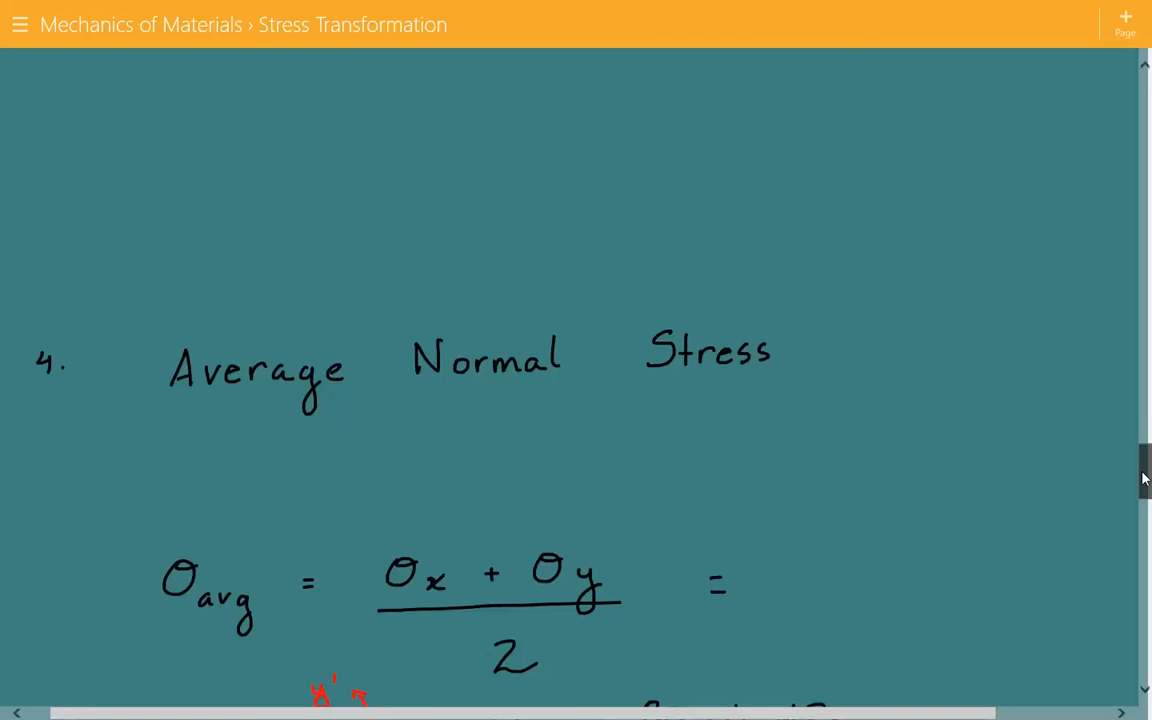 Mechanics of Materials › Stress Transformation
+
Page
4. Average Normal Stress
σavg = σx + σy =
2
y'